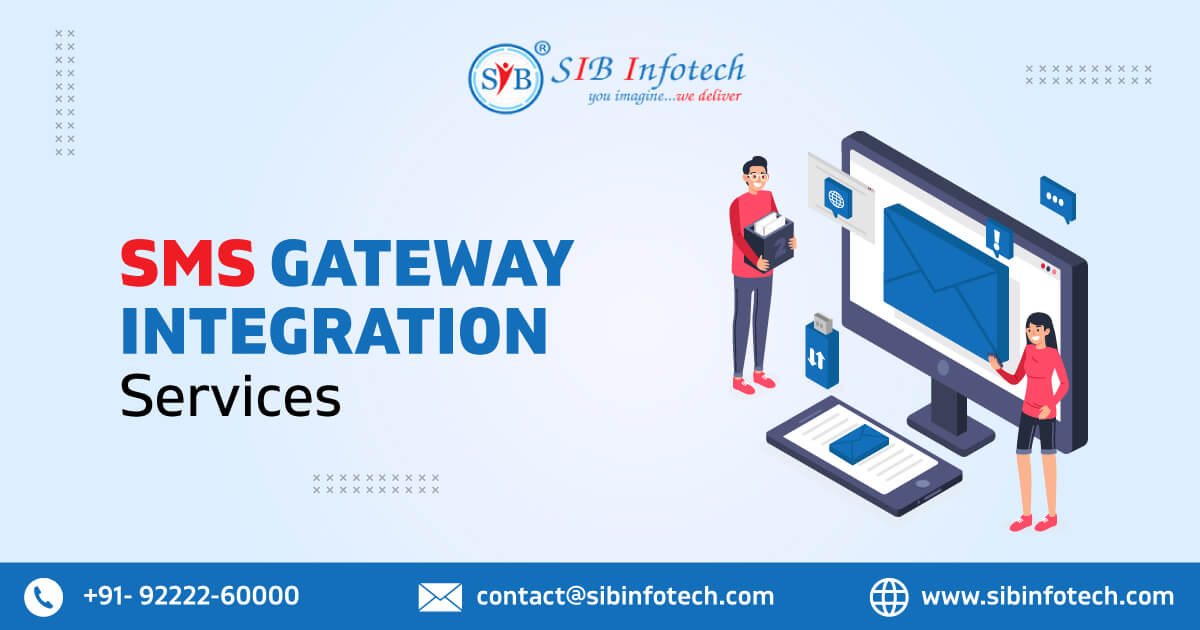 SIB ®
SIB Infotech
you imagine...we deliver
SMS GATEWAY
INTEGRATION
Services
+91- 92222-60000
contact@sibinfotech.com
www.sibinfotech.com